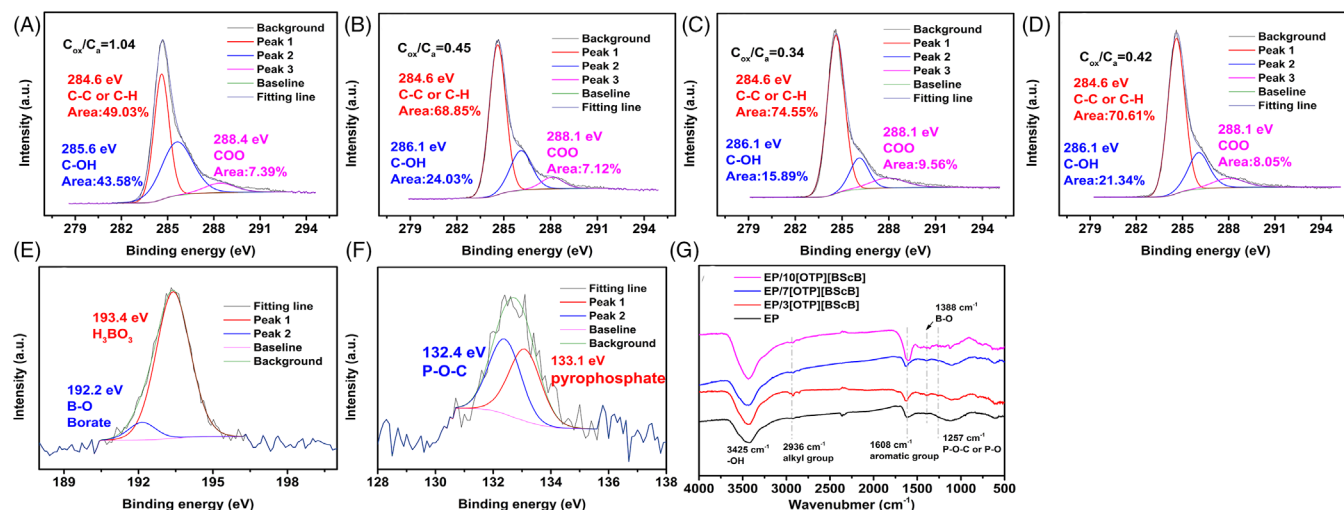 (A)
C_ox/C_a=1.04
284.6 eV
C-C or C-H
Area:49.03%
285.6 eV
C-OH
Area:43.58%
288.4 eV
COO
Area:7.39%
Background
Peak 1
Peak 2
Peak 3
Baseline
Fitting line
Intensity (a.u.)
279 282 285 288 291 294
Binding energy (eV)
(B)
C_ox/C_a=0.45
284.6 eV
C-C or C-H
Area:68.85%
286.1 eV
C-OH
Area:24.03%
288.1 eV
COO
Area:7.12%
Background
Peak 1
Peak 2
Peak 3
Baseline
Fitting line
Intensity (a.u.)
279 282 285 288 291 294
Binding energy (eV)
(C)
C_ox/C_a=0.34
284.6 eV
C-C or C-H
Area:74.55%
286.1 eV
C-OH
Area:15.89%
288.1 eV
COO
Area:9.56%
Background
Peak 1
Peak 2
Peak 3
Baseline
Fitting line
Intensity (a.u.)
279 282 285 288 291 294
Binding energy (eV)
(D)
C_ox/C_a=0.42
284.6 eV
C-C or C-H
Area:70.61%
286.1 eV
C-OH
Area:21.34%
288.1 eV
COO
Area:8.05%
Background
Peak 1
Peak 2
Peak 3
Baseline
Fitting line
Intensity (a.u.)
279 282 285 288 291 294
Binding energy (eV)
(E)
193.4 eV
H3BO3
192.2 eV
B-O
Borate
Fitting line
Peak 1
Peak 2
Baseline
Background
Intensity (a.u.)
189 192 195 198 201
Binding energy (eV)
(F)
132.4 eV
P-O-C
133.1 eV
pyrophosphate
Fitting line
Peak 1
Peak 2
Baseline
Background
Intensity (a.u.)
128 130 132 134 136 138
Binding energy (eV)
(G)
EP/10[OTP][BScB]
EP/7[OTP][BScB]
EP/3[OTP][BScB]
EP
1388 cm-1
B-O
3425 cm-1
-OH
2936 cm-1
alkyl group
1608 cm-1
aromatic group
1257 cm-1
P-O-C or P-O
Intensity (a.u.)
4000 3500 3000 2500 2000 1500 1000 500
Wavenubmer (cm-1)